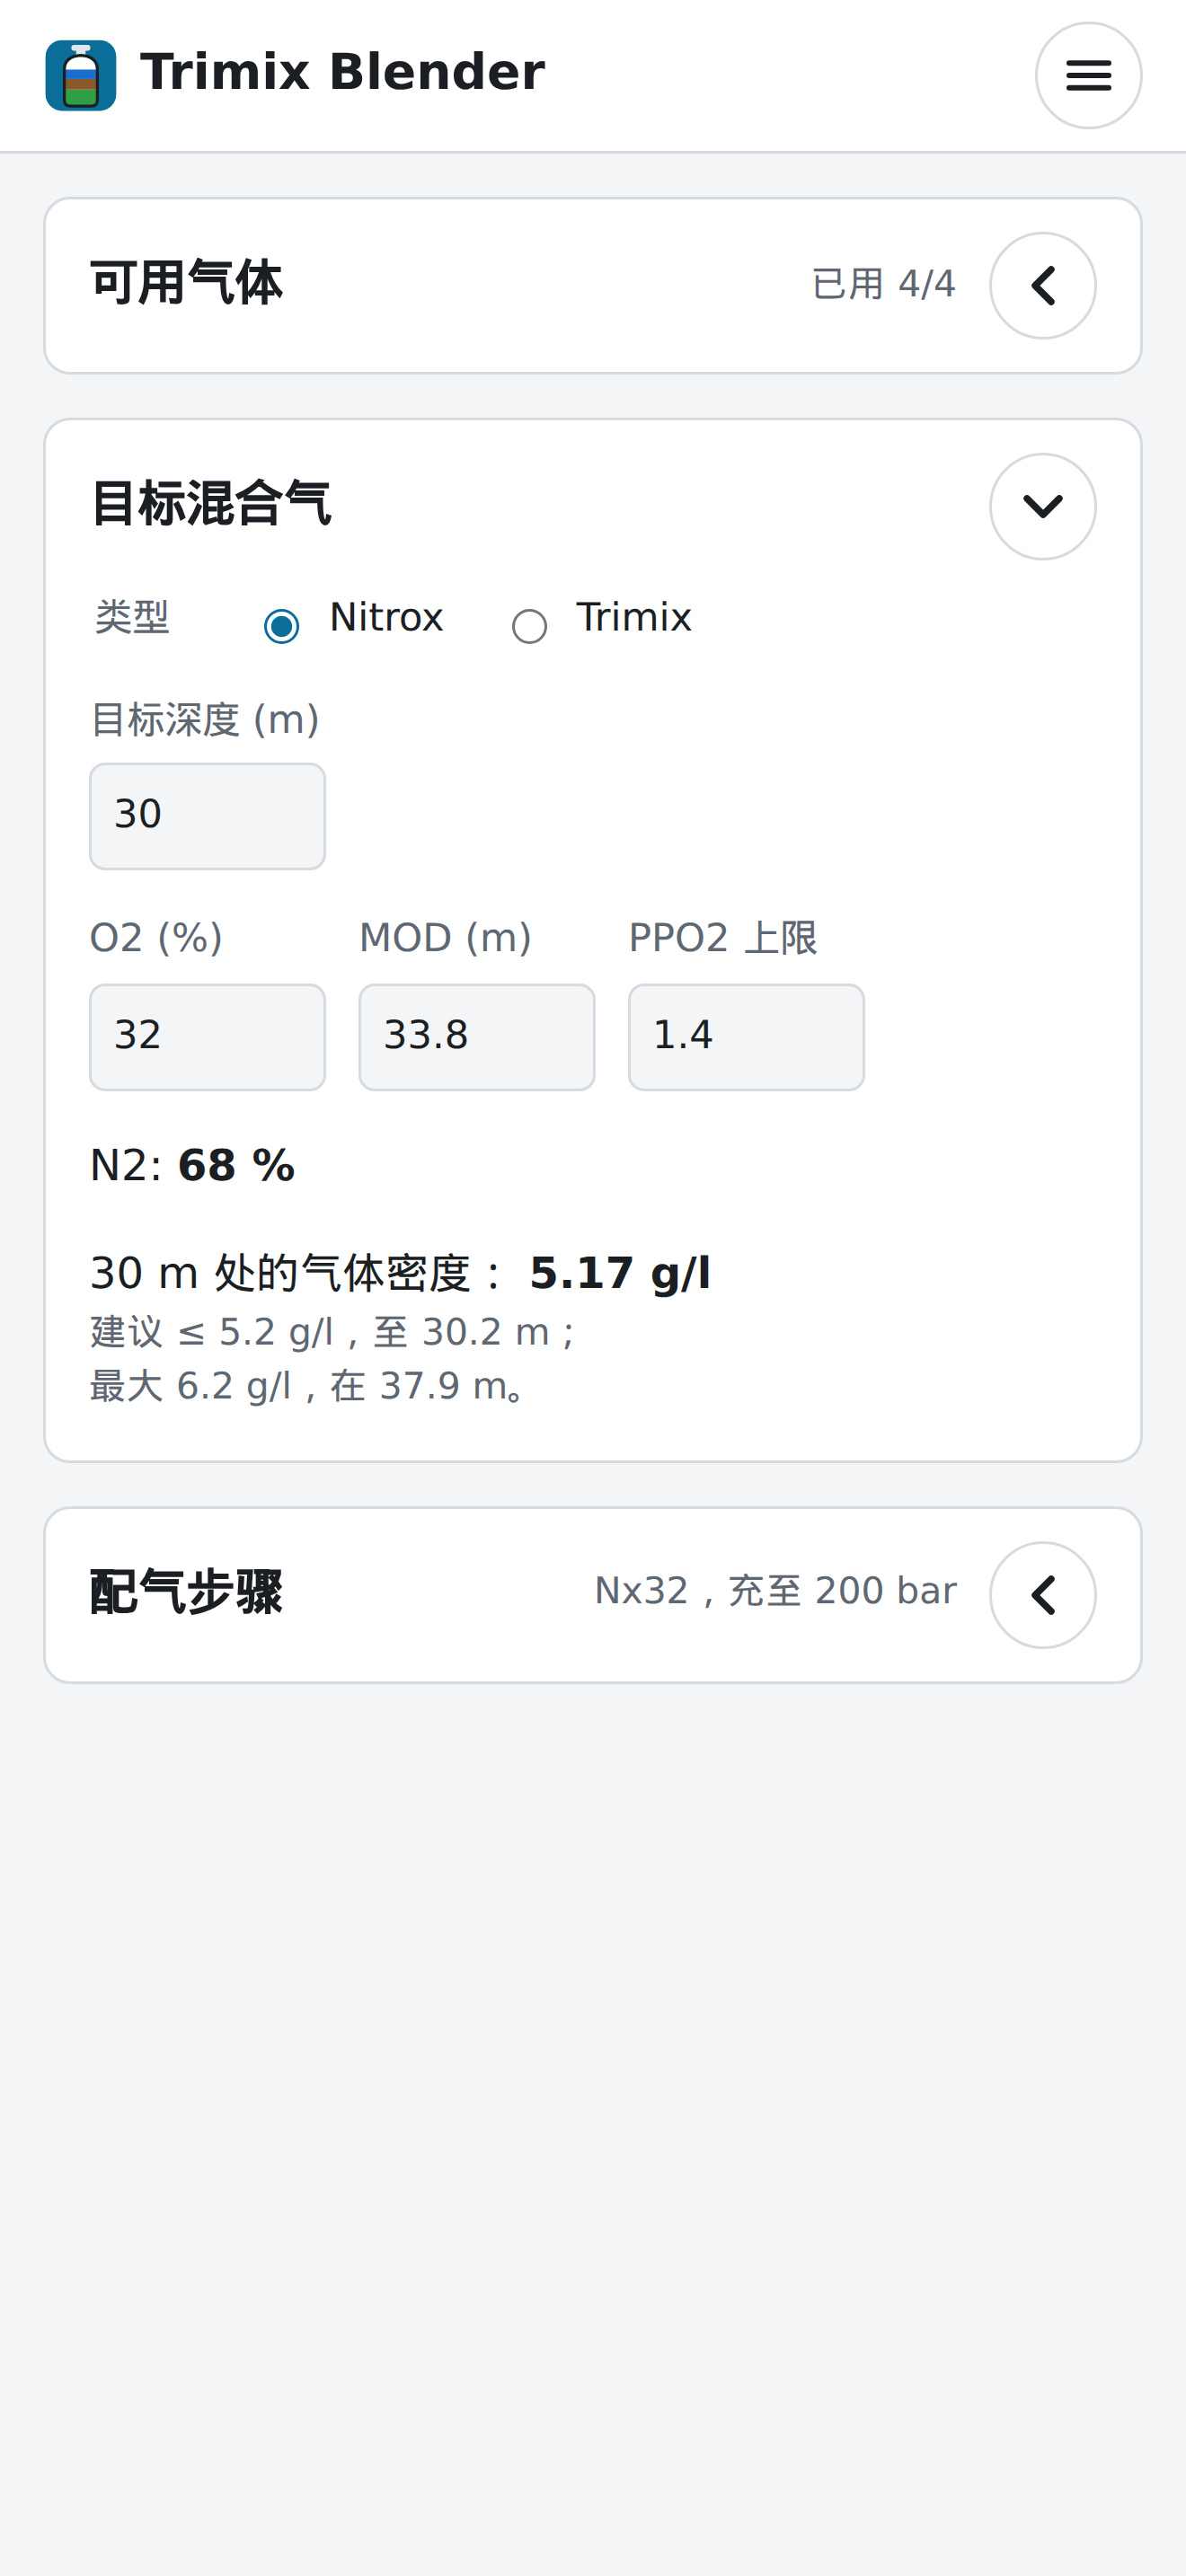 Trimix Blender
可用气体
已用 4/4
目标混合气
类型 Nitrox Trimix
目标深度 (m)
30
O2 (%) MOD (m) PPO2 上限
32 33.8 1.4
N2: 68 %
30 m 处的气体密度：5.17 g/l
建议 ≤ 5.2 g/l，至 30.2 m；
最大 6.2 g/l，在 37.9 m。
配气步骤
Nx32，充至 200 bar